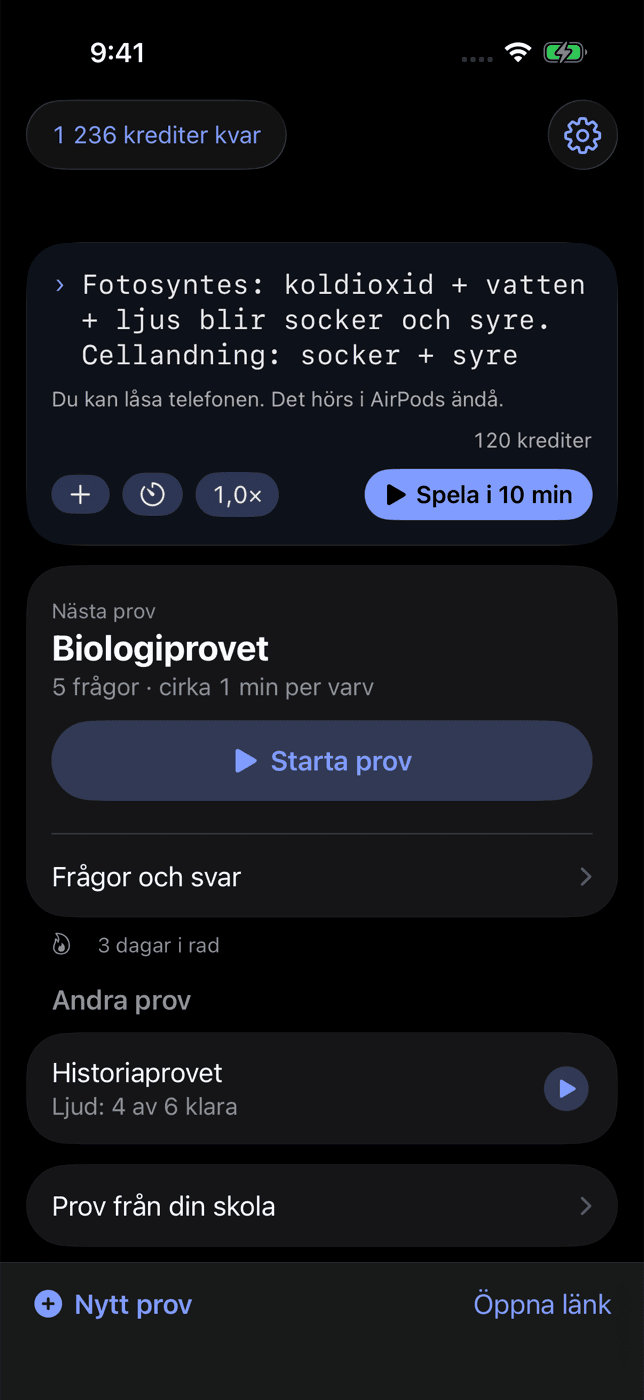 9:41
1 236 krediter kvar
› Fotosyntes: koldioxid + vatten
+ ljus blir socker och syre.
Cellandning: socker + syre
Du kan låsa telefonen. Det hörs i AirPods ändå.
120 krediter
1,0×
Spela i 10 min
Nästa prov
Biologiprovet
5 frågor · cirka 1 min per varv
Starta prov
Frågor och svar
3 dagar i rad
Andra prov
Historiaprovet
Ljud: 4 av 6 klara
Prov från din skola
Nytt prov
Öppna länk